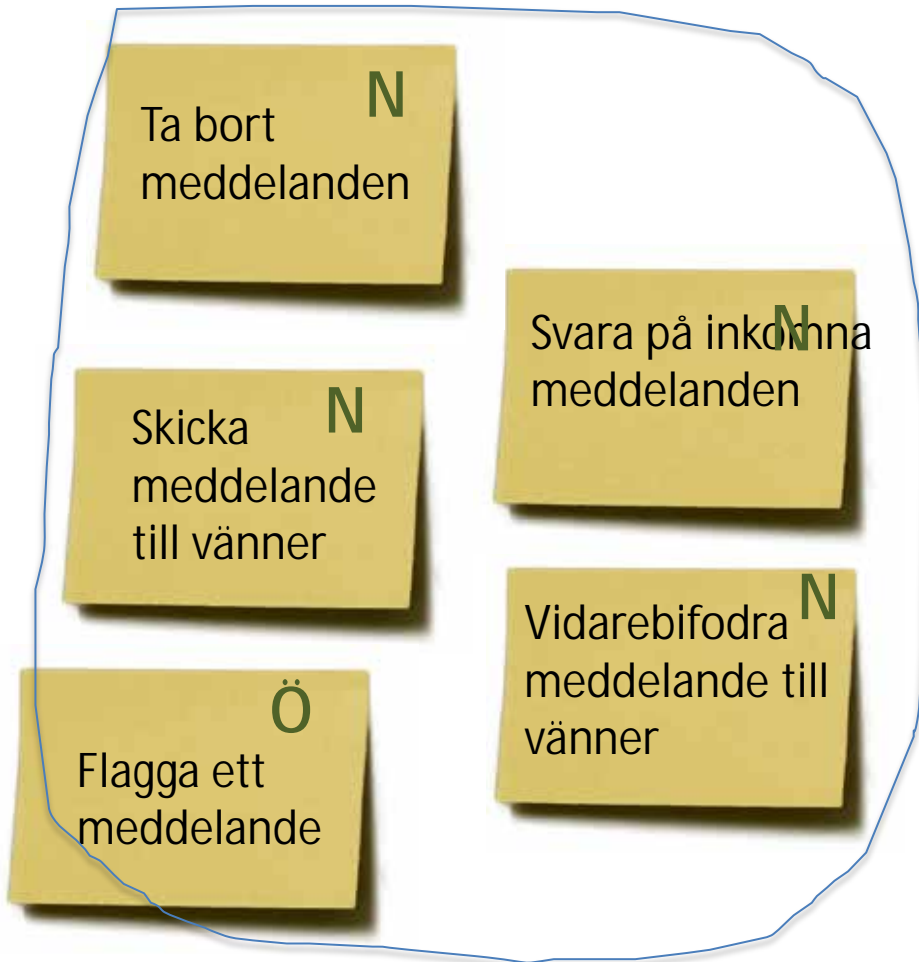 N
Ta bort
meddelanden
N
Svara på inkomna
meddelanden
N
Skicka
meddelande
till vänner
N
Vidarebifodra
meddelande till
vänner
Ö
Flagga ett
meddelande